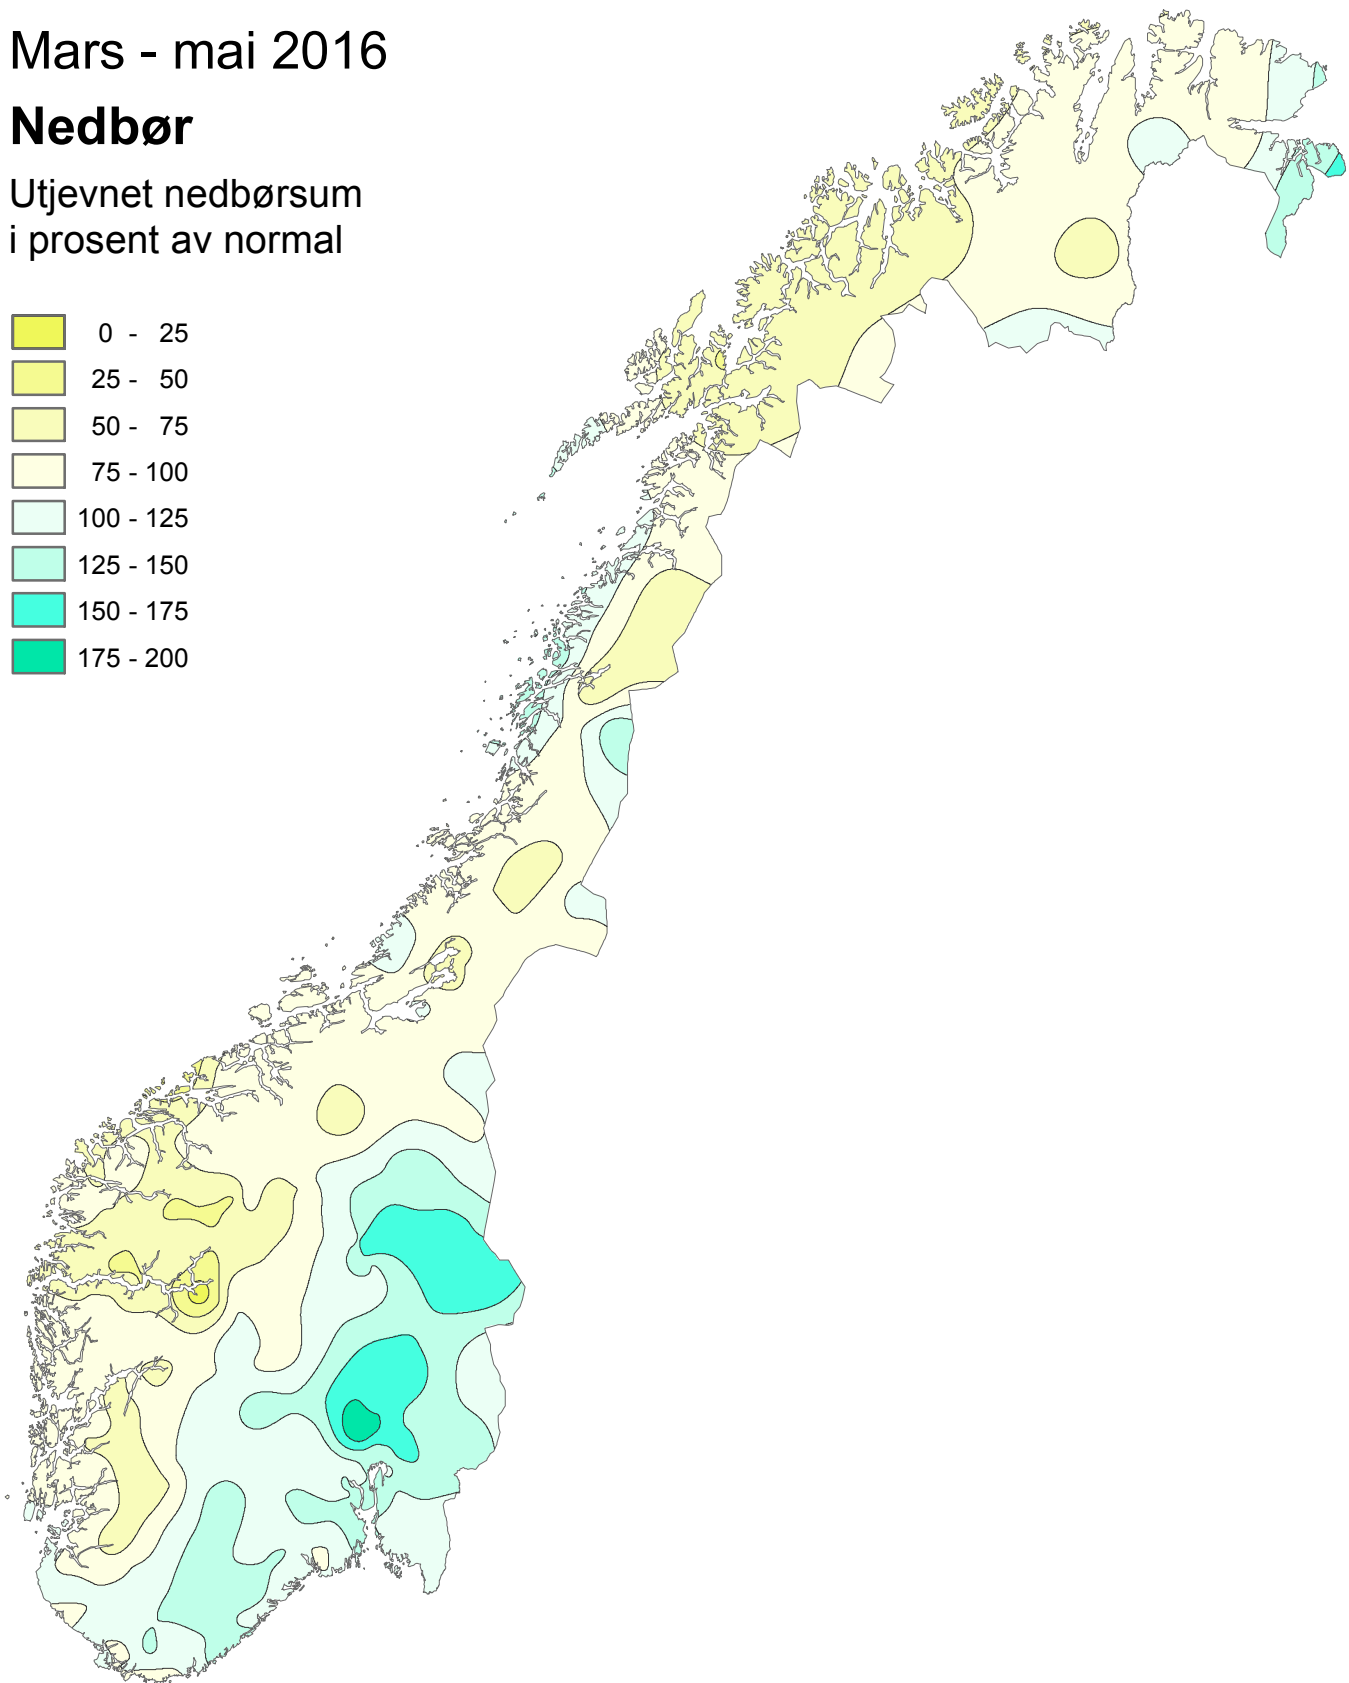 Mars - mai 2016
Nedbør
Utjevnet nedbørsum
i prosent av normal
0 - 25
25 - 50
50 - 75
75 - 100
100 - 125
125 - 150
150 - 175
175 - 200